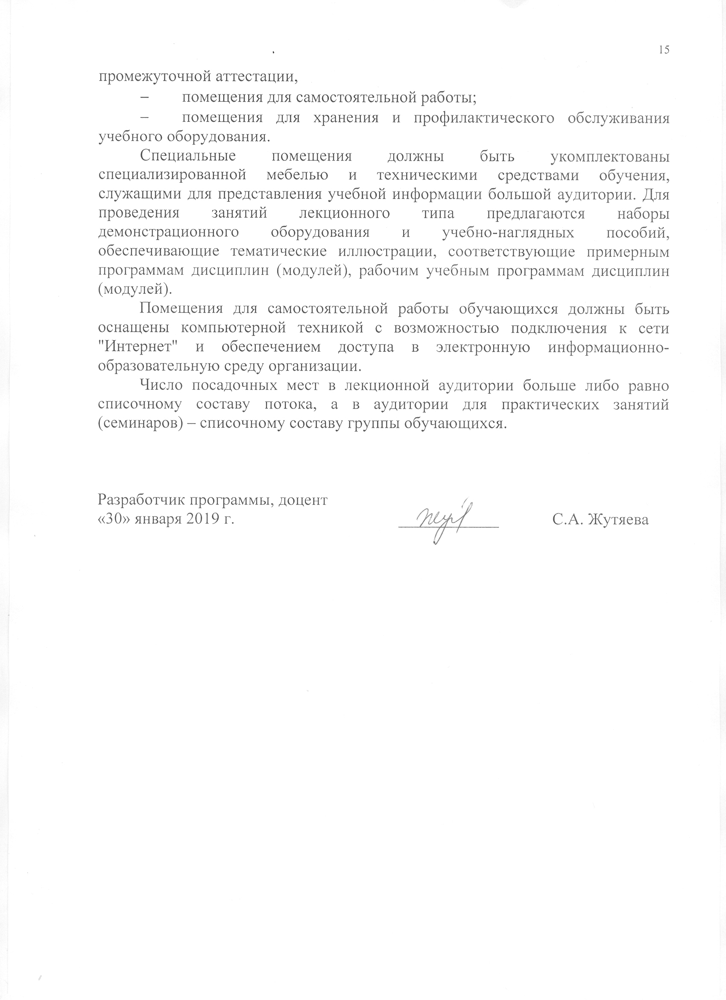 15
промежуточной аттестации,
– помещения для самостоятельной работы;
– помещения для хранения и профилактического обслуживания
учебного оборудования.
Специальные помещения должны быть укомплектованы
специализированной мебелью и техническими средствами обучения,
служащими для представления учебной информации большой аудитории. Для
проведения занятий лекционного типа предлагаются наборы
демонстрационного оборудования и учебно-наглядных пособий,
обеспечивающие тематические иллюстрации, соответствующие примерным
программам дисциплин (модулей), рабочим учебным программам дисциплин
(модулей).
Помещения для самостоятельной работы обучающихся должны быть
оснащены компьютерной техникой с возможностью подключения к сети
"Интернет" и обеспечением доступа в электронную информационно-
образовательную среду организации.
Число посадочных мест в лекционной аудитории больше либо равно
списочному составу потока, а в аудитории для практических занятий
(семинаров) – списочному составу группы обучающихся.
Разработчик программы, доцент
«30» января 2019 г. С.А. Жутяева